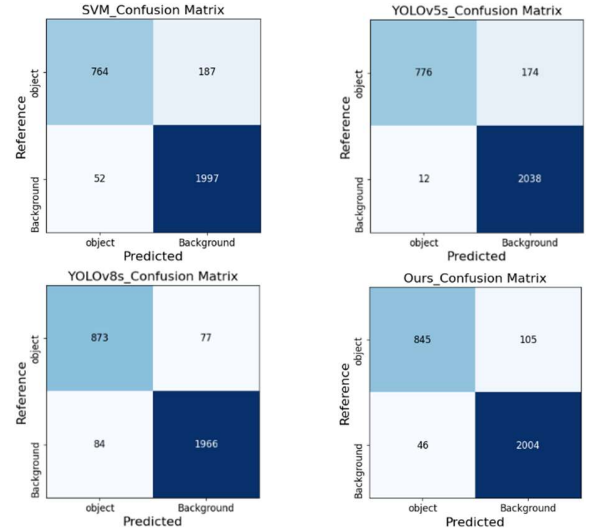 SVM_Confusion Matrix
object
764
187
Reference
Background
52
1997
object
Background
Predicted
YOLOv5s_Confusion Matrix
object
776
174
Reference
Background
12
2038
object
Background
Predicted
YOLOv8s_Confusion Matrix
object
873
77
Reference
Background
84
1966
object
Background
Predicted
Ours_Confusion Matrix
object
845
105
Reference
Background
46
2004
object
Background
Predicted